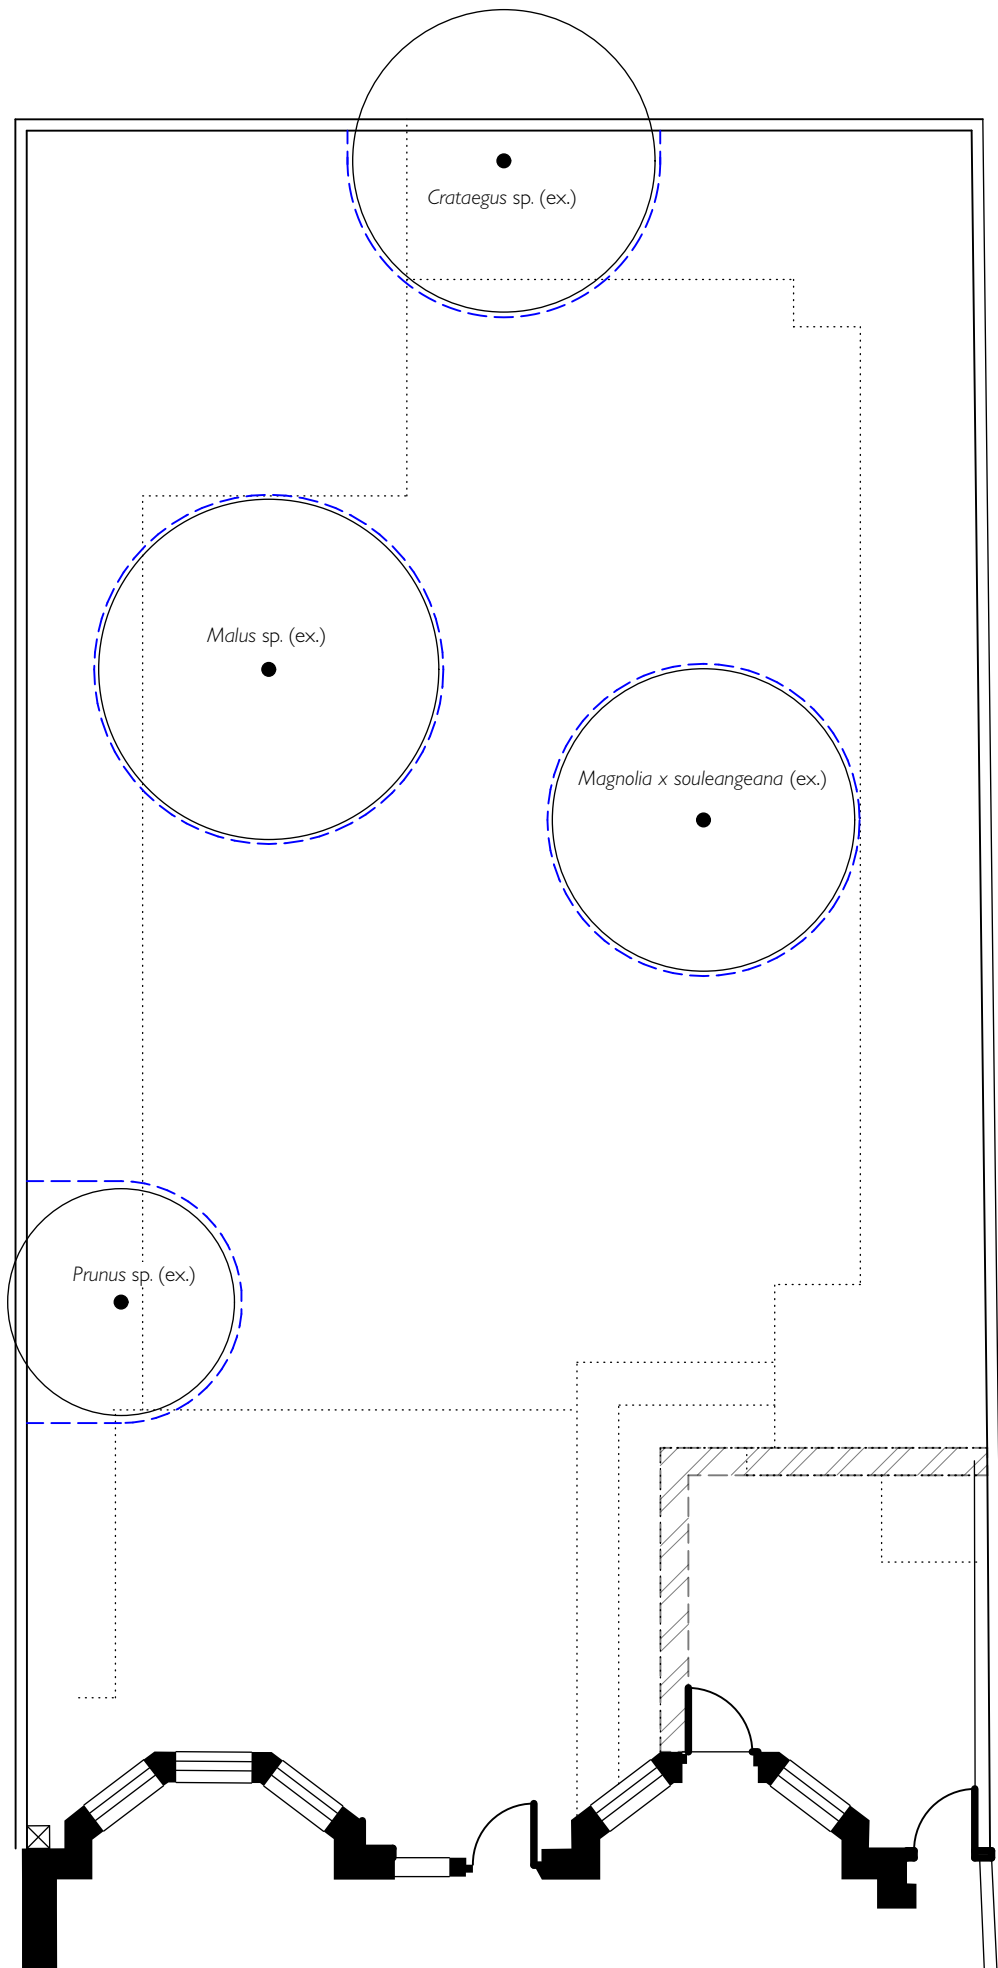 Crataegus sp. (ex.)
Malus sp. (ex.)
Magnolia x souleangeana (ex.)
Prunus sp. (ex.)